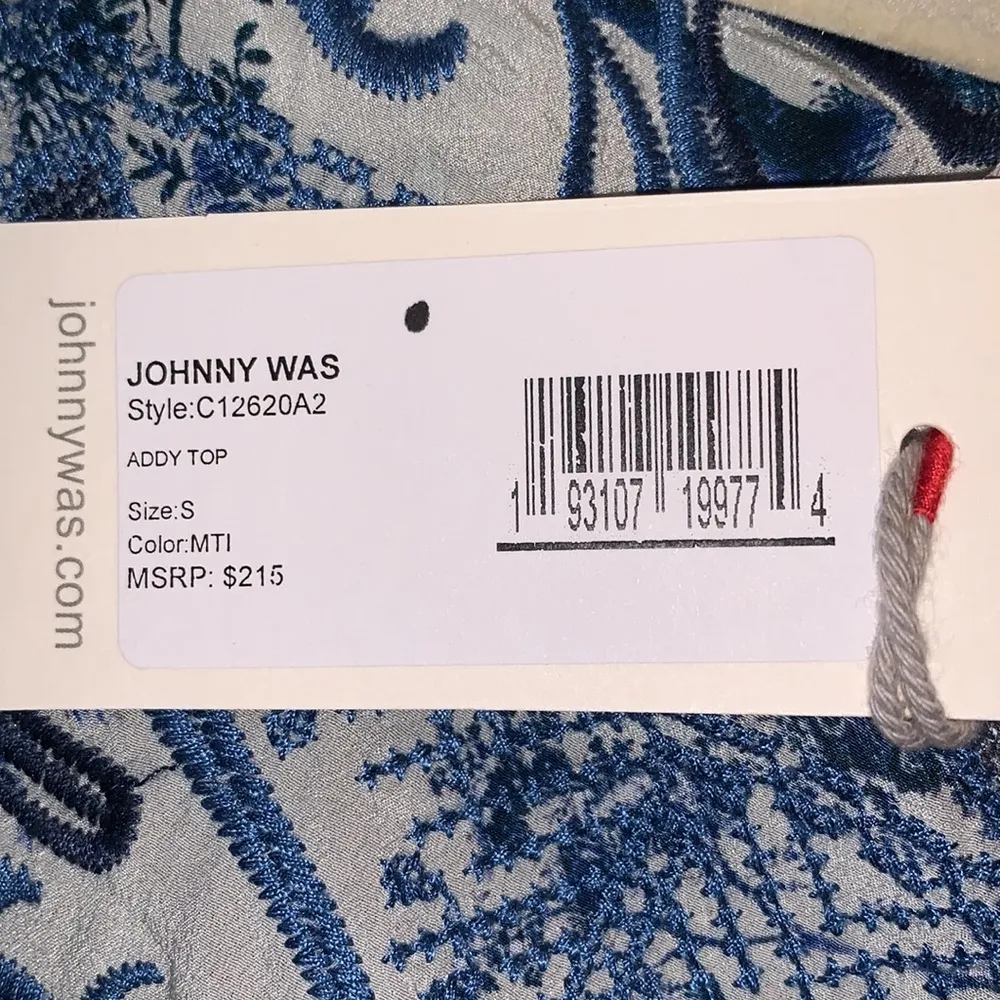 johnnywas.com
JOHNNY WAS
Style:C12620A2
ADDY TOP
Size:S
Color:MTI
MSRP: $215
1 93107 19977 4